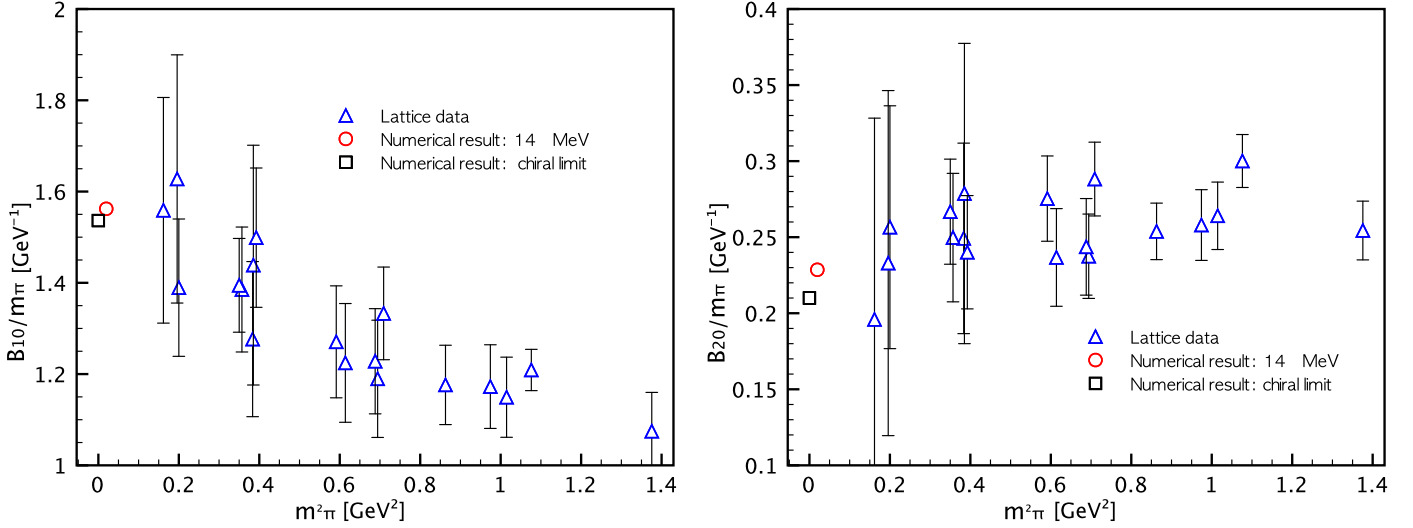 2
1.8
1.6
1.4
1.2
1
B₁₀/mπ [GeV⁻¹]
Lattice data
Numerical result: 14 MeV
Numerical result: chiral limit
0 0.2 0.4 0.6 0.8 1 1.2 1.4
m²π [GeV²]
0.4
0.35
0.3
0.25
0.2
0.15
0.1
B₂₀/mπ [GeV⁻¹]
Lattice data
Numerical result: 14 MeV
Numerical result: chiral limit
0 0.2 0.4 0.6 0.8 1 1.2 1.4
m²π [GeV²]